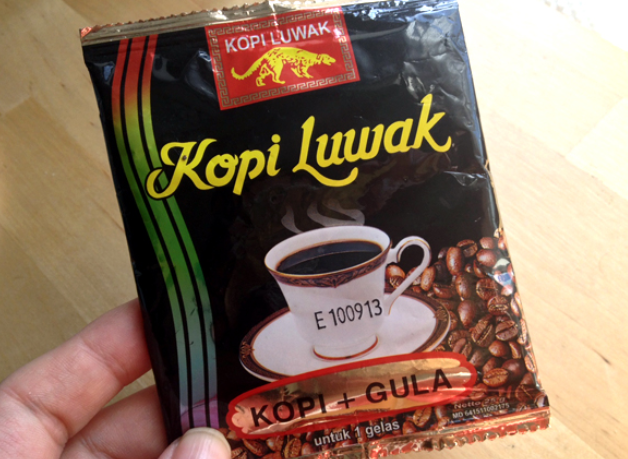 KOPI LUWAK
Kopi Luwak
E 100913
KOPI + GULA
untuk 1 gelas